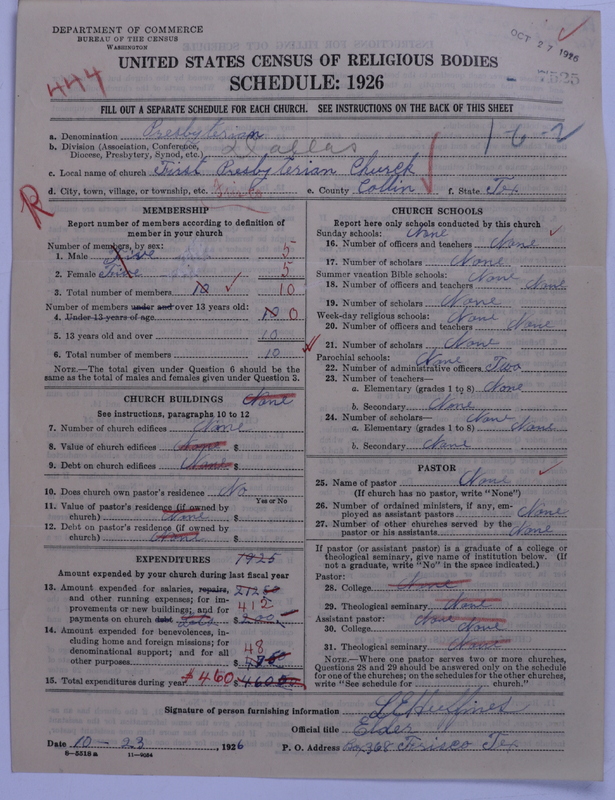 DEPARTMENT OF COMMERCE
BUREAU OF THE CENSUS
WASHINGTON
OCT 27 1926
444
UNITED STATES CENSUS OF RELIGIOUS BODIES
SCHEDULE: 1926
7525
FILL OUT A SEPARATE SCHEDULE FOR EACH CHURCH. SEE INSTRUCTIONS ON THE BACK OF THIS SHEET
1-6-2
a. Denomination Presbyterian
b. Division (Association, Conference, Diocese, Presbytery, Synod, etc.) Dallas
c. Local name of church First Presbyterian Church
d. City, town, village, or township, etc. Frisco e. County Collin f. State Tex
R
MEMBERSHIP
Report number of members according to definition of
member in your church
Number of members, by sex:
1. Male Five 5
2. Female Five 5
3. Total number of members 10 10
Number of members under and over 13 years old:
4. Under 13 years of age 10 0
5. 13 years old and over 10
6. Total number of members 10
NOTE.—The total given under Question 6 should be
same as the total of males and females given under Question 3.
CHURCH BUILDINGS None
See instructions, paragraphs 10 to 12
7. Number of church edifices None
8. Value of church edifices None $
9. Debt on church edifices None $
10. Does church own pastor's residence No
Yes or No
11. Value of pastor's residence (if owned by
church) None $
12. Debt on pastor's residence (if owned by
church) None $
EXPENDITURES 1925
Amount expended by church during last fiscal year
13. Amount expended for salaries, repairs,
and other running expenses; for im-
provements or new buildings; and for
payments on church debt 412
14. Amount expended for benevolences, in-
cluding home and foreign missions; for
denominational support; and for all
other purposes 48
15. Total expenditures during year $460 $460
CHURCH SCHOOLS
Report here only schools conducted by this church
Sunday schools: None
16. Number of officers and teachers None
17. Number of scholars None
Summer vacation Bible schools: None
18. Number of officers and teachers None
19. Number of scholars None
Week-day religious schools: None
20. Number of officers and teachers None
21. Number of scholars None
Parochial schools: None
22. Number of administrative officers Two
23. Number of teachers—
a. Elementary (grades 1 to 8) None
b. Secondary None
24. Number of scholars— None
a. Elementary (grades 1 to 8) None
b. Secondary None
PASTOR
25. Name of pastor None
(If church has no pastor, write "None")
26. Number of ordained ministers, if any, em-
ployed as assistant pastors None
27. Number of other churches served by the
pastor or his assistants None
If pastor (or assistant pastor) is a graduate of a college or
theological seminary, give name of institution below. (If
not a graduate, write "No" in the space indicated.)
Pastor:
28. College None
29. Theological seminary None
Assistant pastor: None
30. College None
31. Theological seminary None
NOTE.—Where one pastor serves two or more churches,
Questions 28 and 29 should be answered only on the schedule
for one of the churches; on the schedules for the other churches,
write "See schedule for church."
Signature of person furnishing information
Official title Elder
Date 10-23, 1926 P. O. Address Box 368 Frisco Tex
8-5518a 11-9054